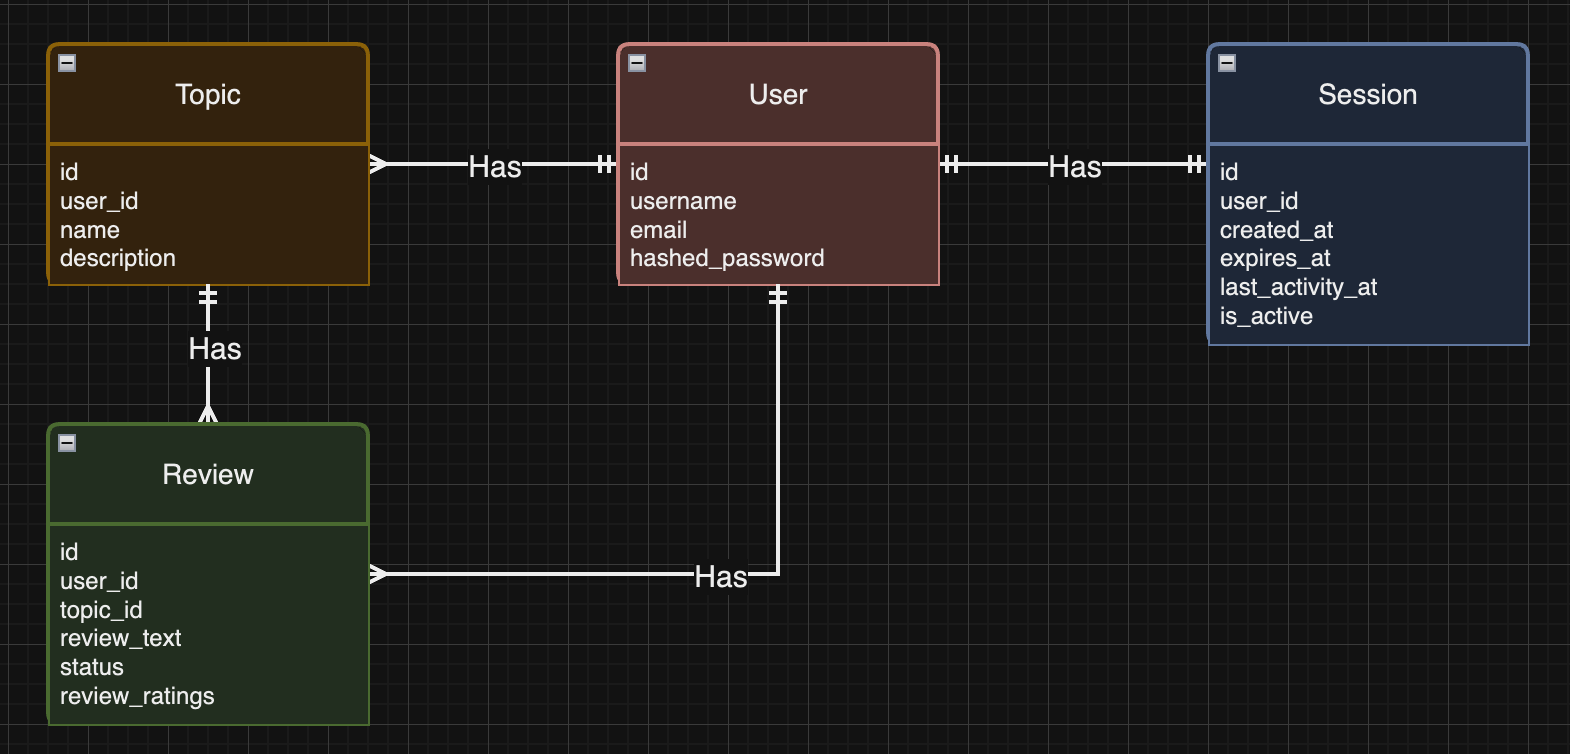 Topic
id
user_id
name
description
Has
User
id
username
email
hashed_password
Has
Session
id
user_id
created_at
expires_at
last_activity_at
is_active
Has
Review
id
user_id
topic_id
review_text
status
review_ratings
Has